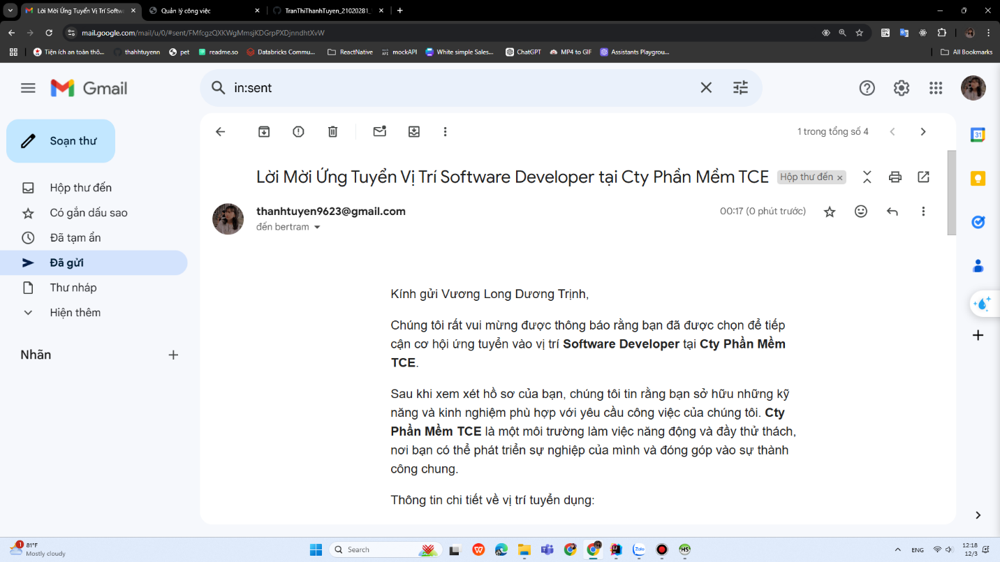 Lời Mời Ứng Tuyển Vị Trí Softw
Quản lý công việc
TranThiThanhTuyen_21020281_
mail.google.com/mail/u/0/#sent/FMfcgzQXKWgMmsjKDGrpPXDjnndhtXvW
Tiện ích an toàn thô...
thahhtuyenn
pet
readme.so
Databricks Commu...
ReactNative
mockAPI
White simple Sales...
ChatGPT
MP4 to GIF
Assistants Playgrou...
All Bookmarks
Gmail
in:sent
Soạn thư
1 trong tổng số 4
Hộp thư đến
Có gắn dấu sao
Đã tạm ẩn
Đã gửi
Thư nháp
Hiện thêm
Nhãn
Lời Mời Ứng Tuyển Vị Trí Software Developer tại Cty Phần Mềm TCE
Hộp thư đến ×
thanhtuyen9623@gmail.com
00:17 (0 phút trước)
đến bertram
Kính gửi Vương Long Dương Trịnh,
Chúng tôi rất vui mừng được thông báo rằng bạn đã được chọn để tiếp
cận cơ hội ứng tuyển vào vị trí Software Developer tại Cty Phần Mềm
TCE.
Sau khi xem xét hồ sơ của bạn, chúng tôi tin rằng bạn sở hữu những kỹ
năng và kinh nghiệm phù hợp với yêu cầu công việc của chúng tôi. Cty
Phần Mềm TCE là một môi trường làm việc năng động và đầy thử thách,
nơi bạn có thể phát triển sự nghiệp của mình và đóng góp vào sự thành
công chung.
Thông tin chi tiết về vị trí tuyển dụng:
31
1
81°F
Mostly cloudy
Search
Zalo
HS
ENG
12:18
12/3